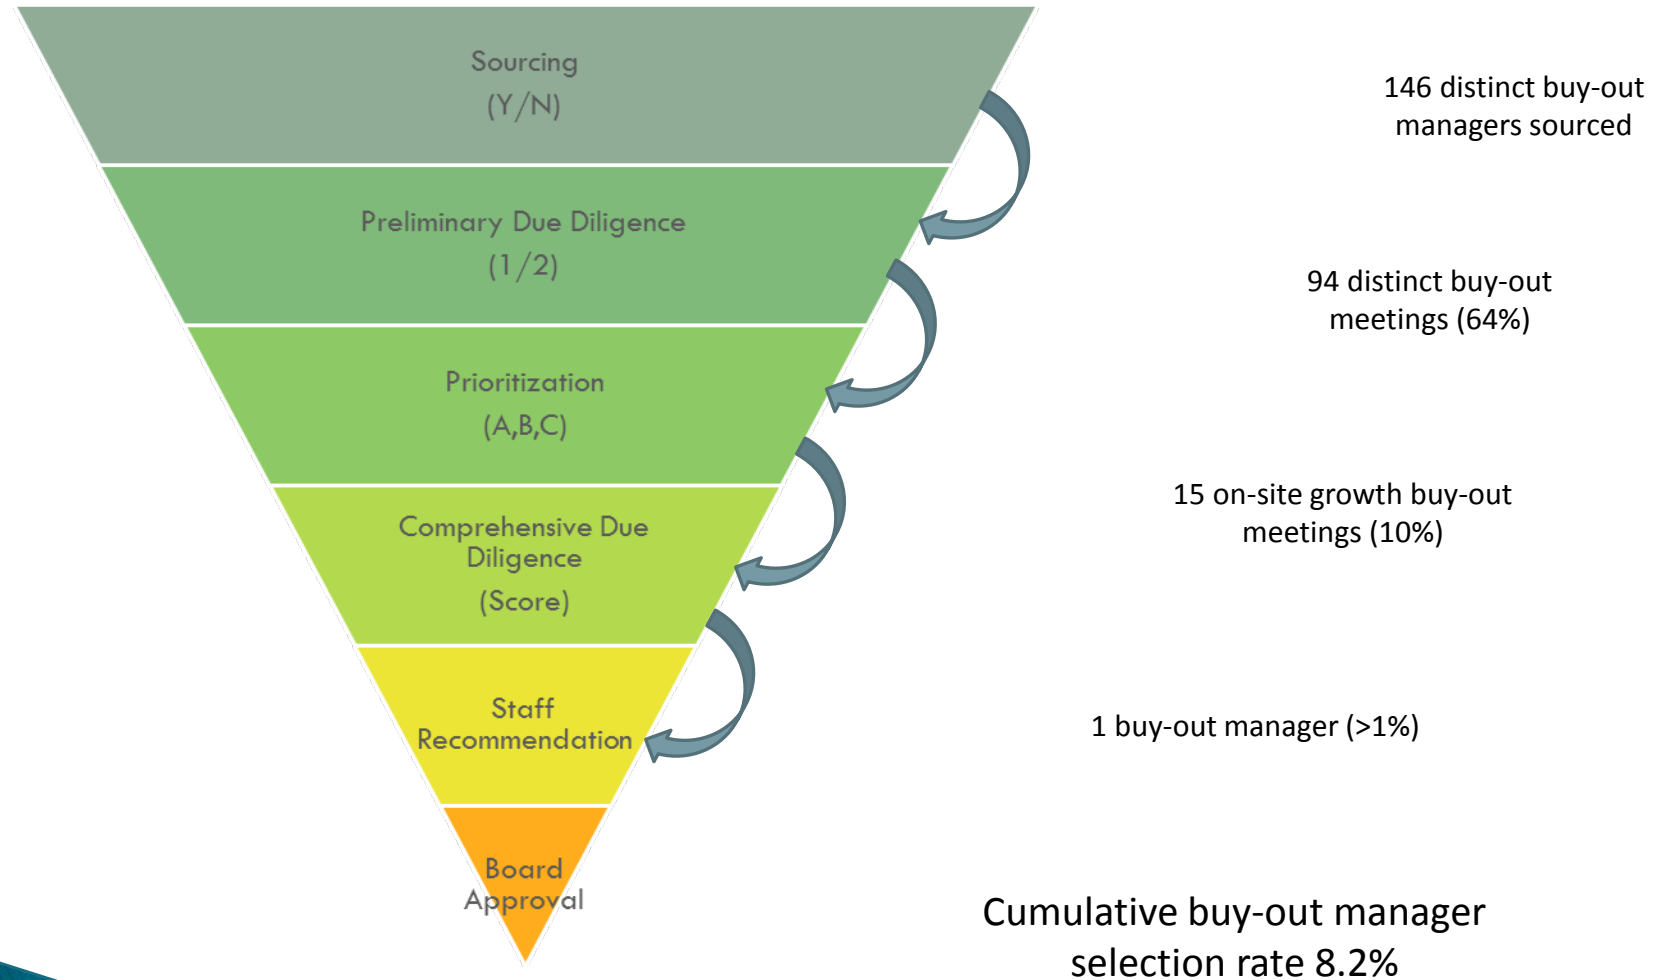 Sourcing
(Y/N)
146 distinct buy-out
managers sourced
Preliminary Due Diligence
(1/2)
94 distinct buy-out
meetings (64%)
Prioritization
(A,B,C)
15 on-site growth buy-out
meetings (10%)
Comprehensive Due
Diligence
(Score)
Staff
Recommendation
1 buy-out manager (>1%)
Board
Approval
Cumulative buy-out manager
selection rate 8.2%